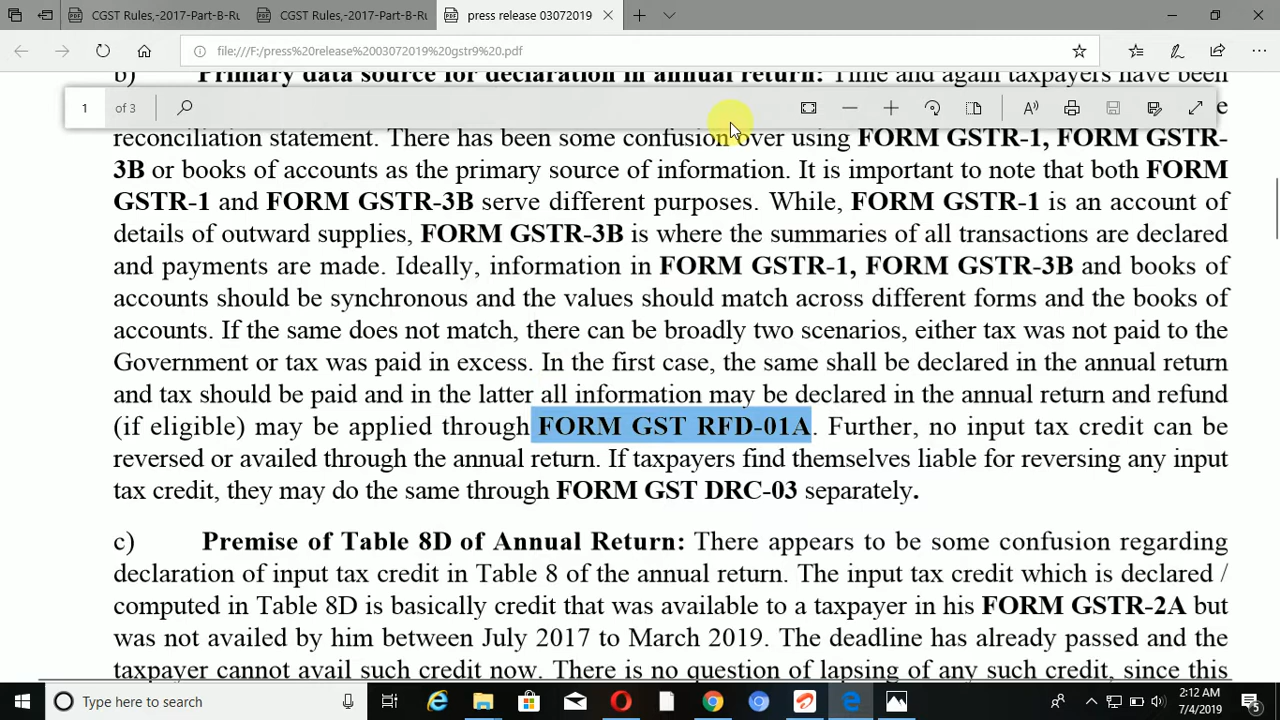 CGST Rules,-2017-Part-B-Ru
CGST Rules,-2017-Part-B-Ru
press release 03072019
file:///F:/press%20release%2003072019%20gstr9%20.pdf
b) Primary data source for declaration in annual return: Time and again taxpayers have been
1 of 3
reconciliation statement. There has been some confusion over using FORM GSTR-1, FORM GSTR-
3B or books of accounts as the primary source of information. It is important to note that both FORM
GSTR-1 and FORM GSTR-3B serve different purposes. While, FORM GSTR-1 is an account of
details of outward supplies, FORM GSTR-3B is where the summaries of all transactions are declared
and payments are made. Ideally, information in FORM GSTR-1, FORM GSTR-3B and books of
accounts should be synchronous and the values should match across different forms and the books of
accounts. If the same does not match, there can be broadly two scenarios, either tax was not paid to the
Government or tax was paid in excess. In the first case, the same shall be declared in the annual return
and tax should be paid and in the latter all information may be declared in the annual return and refund
(if eligible) may be applied through FORM GST RFD-01A. Further, no input tax credit can be
reversed or availed through the annual return. If taxpayers find themselves liable for reversing any input
tax credit, they may do the same through FORM GST DRC-03 separately.
c) Premise of Table 8D of Annual Return: There appears to be some confusion regarding
declaration of input tax credit in Table 8 of the annual return. The input tax credit which is declared /
computed in Table 8D is basically credit that was available to a taxpayer in his FORM GSTR-2A but
was not availed by him between July 2017 to March 2019. The deadline has already passed and the
taxpayer cannot avail such credit now. There is no question of lapsing of any such credit, since this
Type here to search
2:12 AM
7/4/2019
5